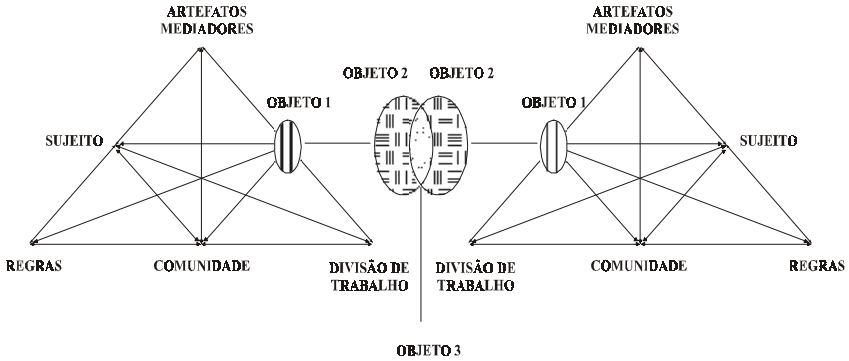 ARTEFATOS
MEDIADORES
ARTEFATOS
MEDIADORES
OBJETO 2
OBJETO 2
OBJETO 1
OBJETO 1
SUJEITO
SUJEITO
REGRAS
COMUNIDADE
DIVISÃO DE
TRABALHO
DIVISÃO DE
TRABALHO
COMUNIDADE
REGRAS
OBJETO 3